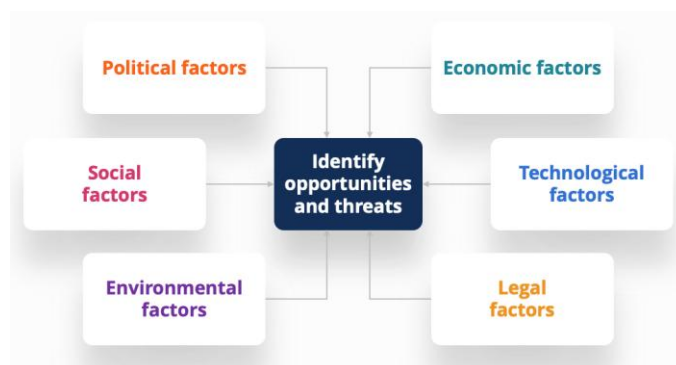 Political factors
Economic factors
Social
factors
Identify
opportunities
and threats
Technological
factors
Environmental
factors
Legal
factors